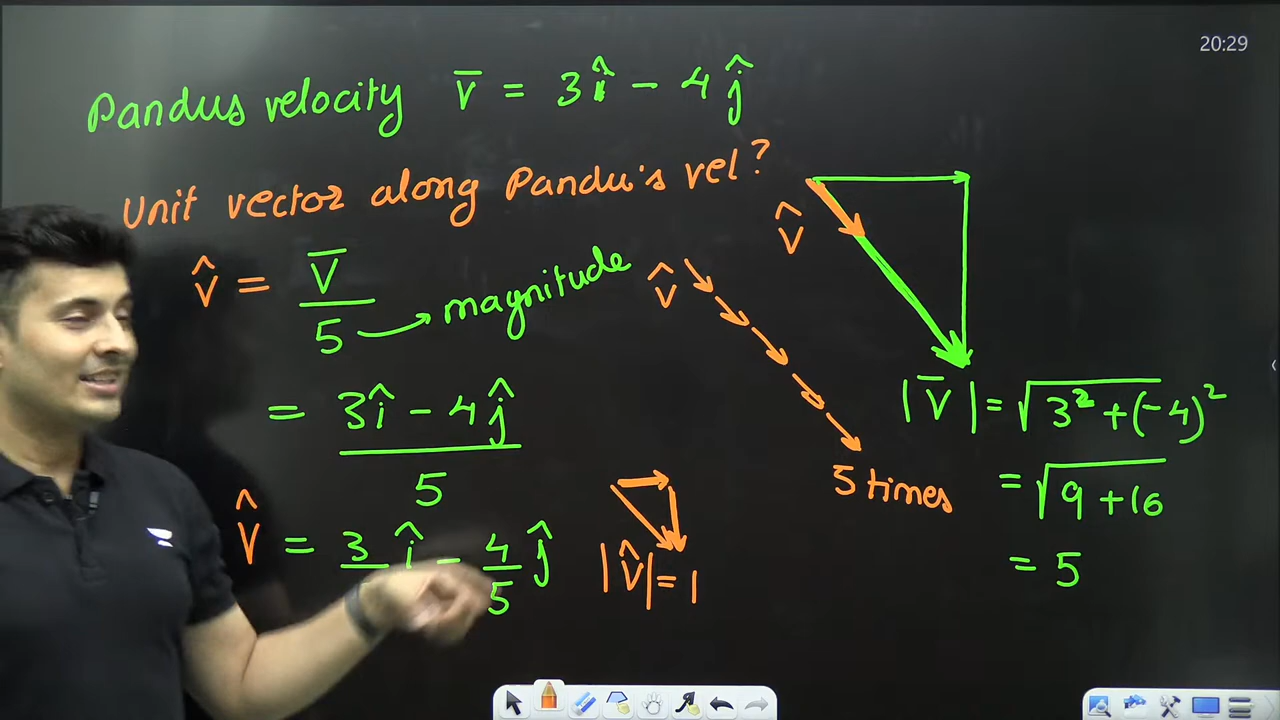 20:29
Pandus velocity v̅ = 3î - 4ĵ
Unit vector along Pandu's vel?
v̂ = V̅ / 5 → magnitude
= 3î - 4ĵ / 5
v̂ = 3 î - 4/5 ĵ
|v̂| = 1
v̂
5 times
v̂
|V̅| = √3² + (-4)²
= √9 + 16
= 5